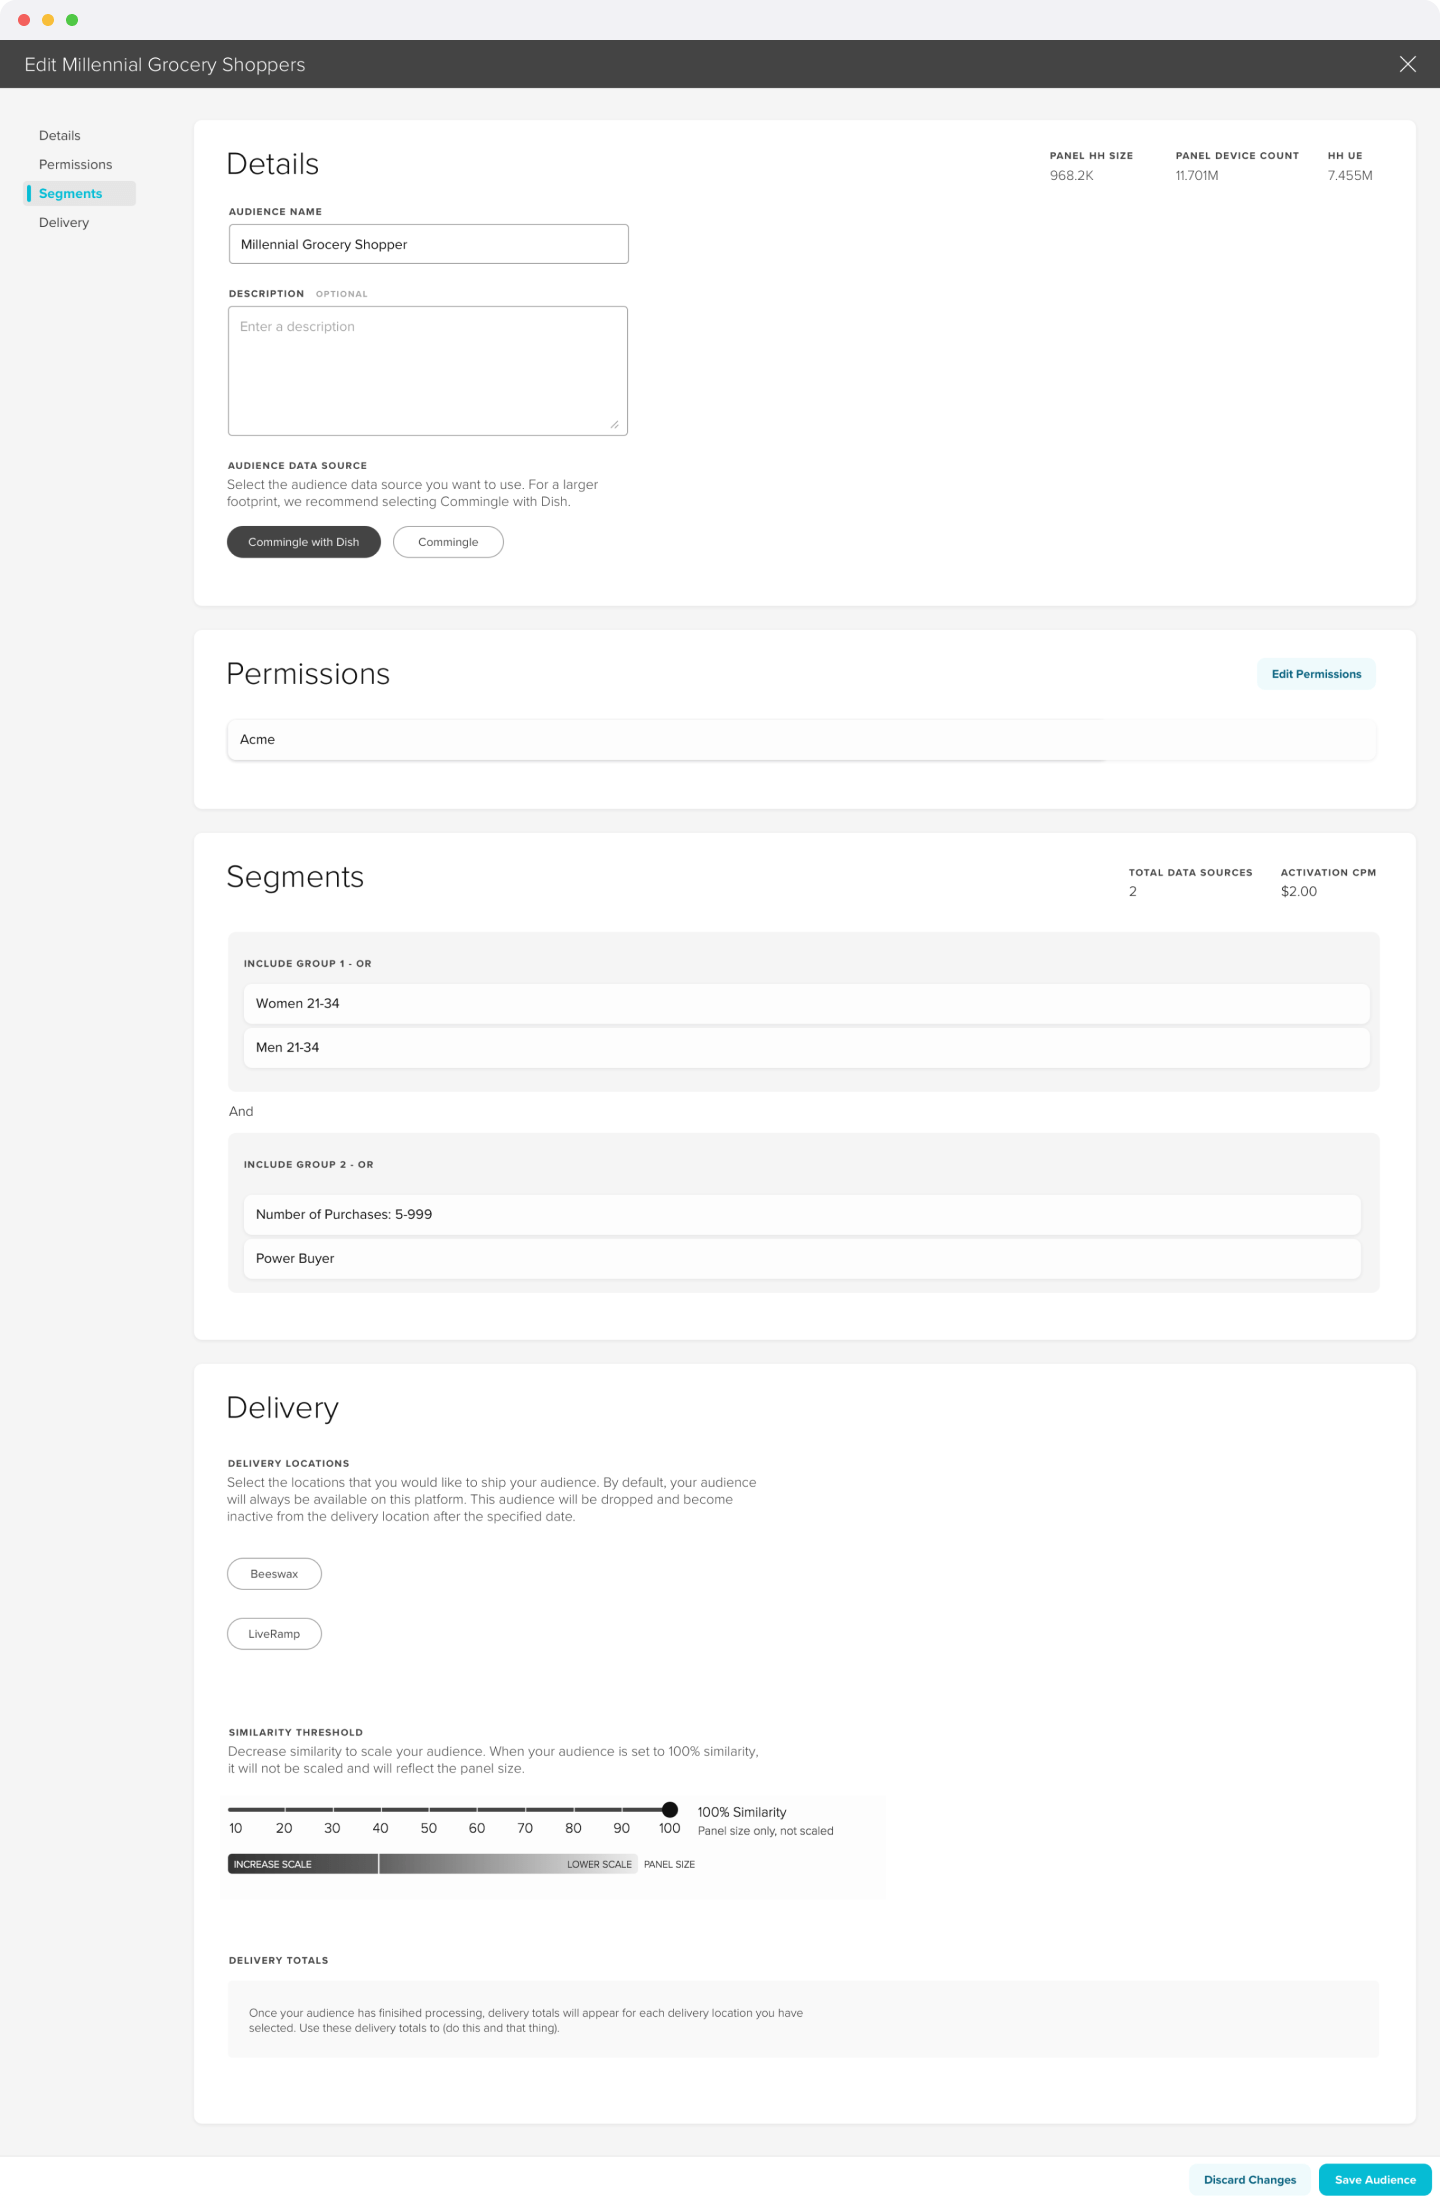 Edit Millennial Grocery Shoppers
Details
Permissions
Segments
Delivery
Details
PANEL HH SIZE
968.2K
PANEL DEVICE COUNT
11.701M
HH UE
7.455M
AUDIENCE NAME
Millennial Grocery Shopper
DESCRIPTION OPTIONAL
Enter a description
AUDIENCE DATA SOURCE
Select the audience data source you want to use. For a larger
footprint, we recommend selecting Commingle with Dish.
Commingle with Dish
Commingle
Permissions
Edit Permissions
Acme
Segments
TOTAL DATA SOURCES
2
ACTIVATION CPM
$2.00
INCLUDE GROUP 1 - OR
Women 21-34
Men 21-34
And
INCLUDE GROUP 2 - OR
Number of Purchases: 5-999
Power Buyer
Delivery
DELIVERY LOCATIONS
Select the locations that you would like to ship your audience. By default, your audience
will always be available on this platform. This audience will be dropped and become
inactive from the delivery location after the specified date.
Beeswax
LiveRamp
SIMILARITY THRESHOLD
Decrease similarity to scale your audience. When your audience is set to 100% similarity,
it will not be scaled and will reflect the panel size.
10 20 30 40 50 60 70 80 90 100
100% Similarity
Panel size only, not scaled
INCREASE SCALE
LOWER SCALE
PANEL SIZE
DELIVERY TOTALS
Once your audience has finisihed processing, delivery totals will appear for each delivery location you have
selected. Use these delivery totals to (do this and that thing).
Discard Changes
Save Audience